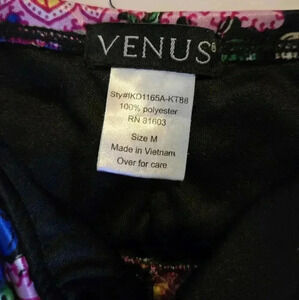 VENUS®
Sty#IKD1165A-KT88
100% polyester
RN 81603
Size M
Made in Vietnam
Over for care